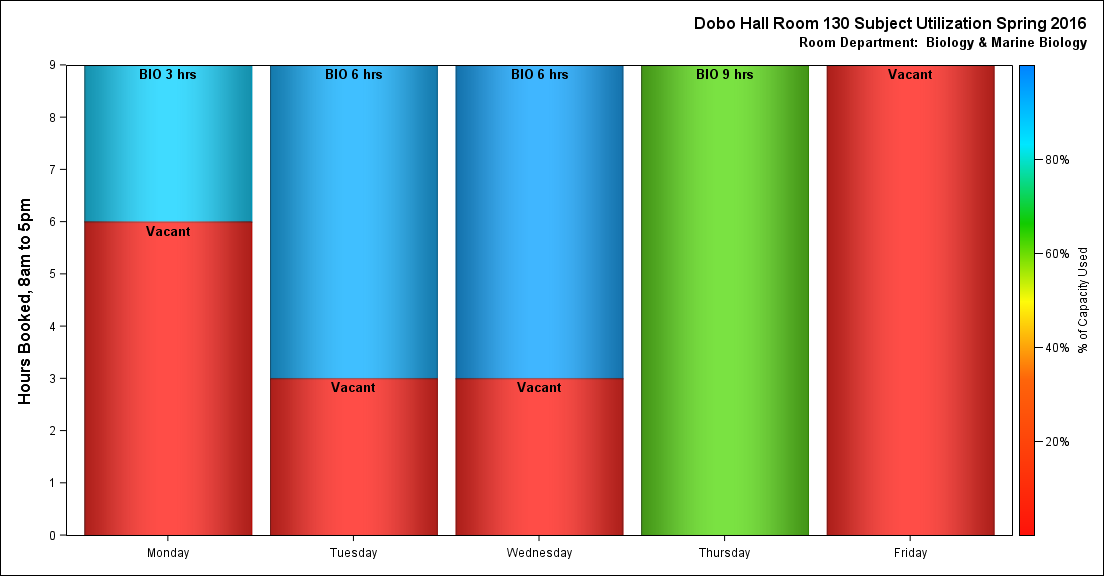 Dobo Hall Room 130 Subject Utilization Spring 2016
Room Department:  Biology & Marine Biology
Hours Booked, 8am to 5pm
9
8
7
6
5
4
3
2
1
0
BIO 3 hrs
Vacant
BIO 6 hrs
Vacant
BIO 6 hrs
Vacant
BIO 9 hrs
Vacant
Monday
Tuesday
Wednesday
Thursday
Friday
80%
60%
40%
20%
% of Capacity Used